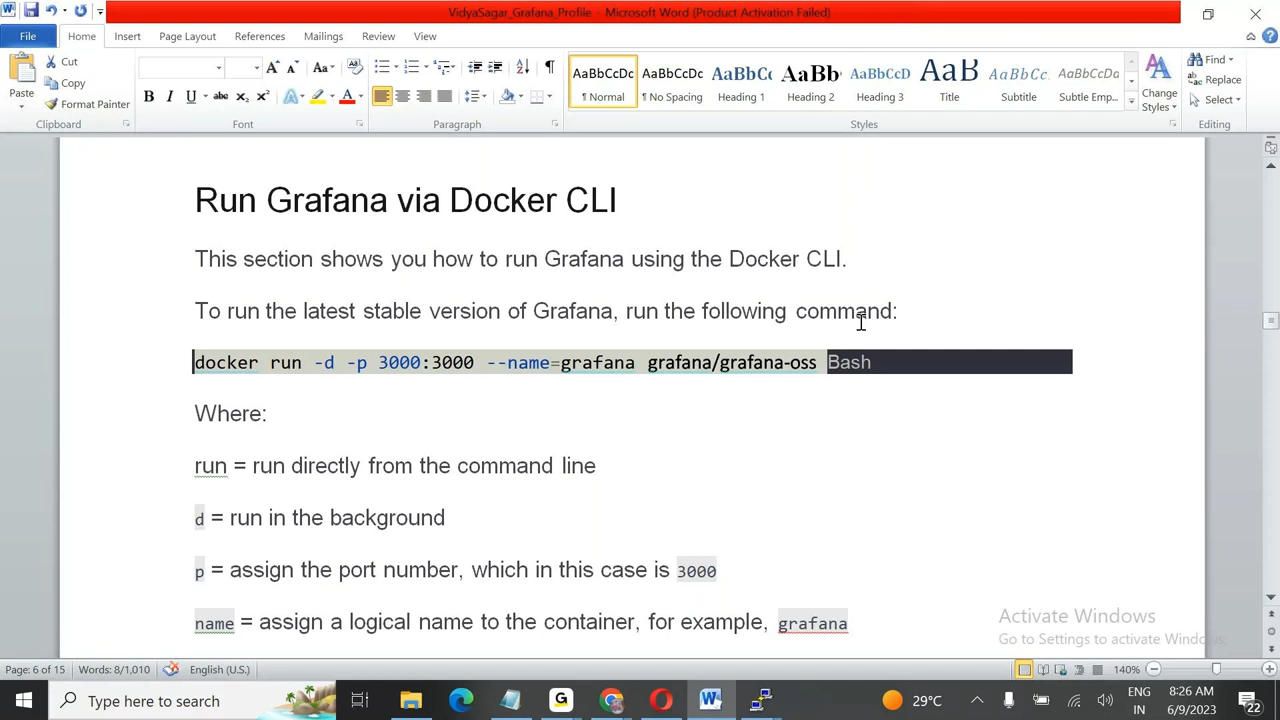 VidyaSagar_Grafana_Profile - Microsoft Word (Product Activation Failed)
File Home Insert Page Layout References Mailings Review View
Paste
Cut
Copy
Format Painter
Clipboard
Aa
B I U abc x₂ x² A A
Font
Paragraph
AaBbCcDc AaBbCcDc AaBbCc AaBb AaBbCcD AaB AaBbCcD AaBbCcDc
¶ Normal ¶ No Spacing Heading 1 Heading 2 Heading 3 Title Subtitle Subtle Emp...
Styles
Change
Styles
Find
Replace
Select
Editing
Run Grafana via Docker CLI
This section shows you how to run Grafana using the Docker CLI.
To run the latest stable version of Grafana, run the following command:
docker run -d -p 3000:3000 --name=grafana grafana/grafana-oss Bash
Where:
run = run directly from the command line
d = run in the background
p = assign the port number, which in this case is 3000
name = assign a logical name to the container, for example, grafana
Activate Windows
Go to Settings to activate Windows.
Page: 6 of 15 Words: 8/1,010 English (U.S.) 140%
Type here to search
29°C
ENG
IN
8:26 AM
6/9/2023
22